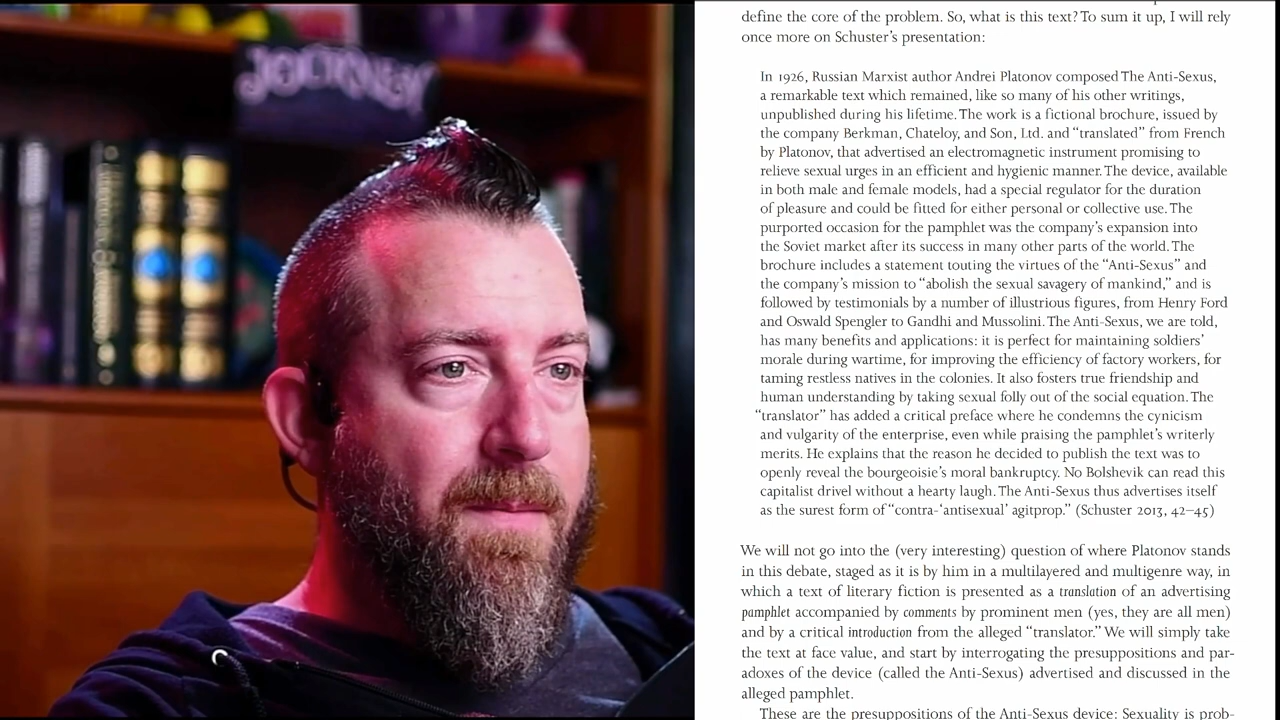 JOURNEY
define the core of the problem. So, what is this text? To sum it up, I will rely
once more on Schuster’s presentation:
In 1926, Russian Marxist author Andrei Platonov composed The Anti-Sexus,
a remarkable text which remained, like so many of his other writings,
unpublished during his lifetime. The work is a fictional brochure, issued by
the company Berkman, Chateloy, and Son, Ltd. and “translated” from French
by Platonov, that advertised an electromagnetic instrument promising to
relieve sexual urges in an efficient and hygienic manner. The device, available
in both male and female models, had a special regulator for the duration
of pleasure and could be fitted for either personal or collective use. The
purported occasion for the pamphlet was the company’s expansion into
the Soviet market after its success in many other parts of the world. The
brochure includes a statement touting the virtues of the “Anti-Sexus” and
the company’s mission to “abolish the sexual savagery of mankind,” and is
followed by testimonials by a number of illustrious figures, from Henry Ford
and Oswald Spengler to Gandhi and Mussolini. The Anti-Sexus, we are told,
has many benefits and applications: it is perfect for maintaining soldiers’
morale during wartime, for improving the efficiency of factory workers, for
taming restless natives in the colonies. It also fosters true friendship and
human understanding by taking sexual folly out of the social equation. The
“translator” has added a critical preface where he condemns the cynicism
and vulgarity of the enterprise, even while praising the pamphlet’s writerly
merits. He explains that the reason he decided to publish the text was to
openly reveal the bourgeoisie’s moral bankruptcy. No Bolshevik can read this
capitalist drivel without a hearty laugh. The Anti-Sexus thus advertises itself
as the surest form of “contra-‘antisexual’ agitprop.” (Schuster 2013, 42–45)
We will not go into the (very interesting) question of where Platonov stands
in this debate, staged as it is by him in a multilayered and multigenre way, in
which a text of literary fiction is presented as a translation of an advertising
pamphlet accompanied by comments by prominent men (yes, they are all men)
and by a critical introduction from the alleged “translator.” We will simply take
the text at face value, and start by interrogating the presuppositions and par-
adoxes of the device (called the Anti-Sexus) advertised and discussed in the
alleged pamphlet.
These are the presuppositions of the Anti-Sexus device: Sexuality is prob-